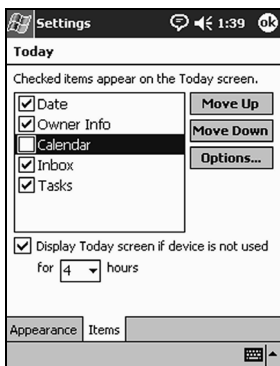 Settings 1:39 ok
Today
Checked items appear on the Today screen.
Date
Owner Info
Calendar
Inbox
Tasks
Move Up
Move Down
Options...
Display Today screen if device is not used
for 4 hours
Appearance Items